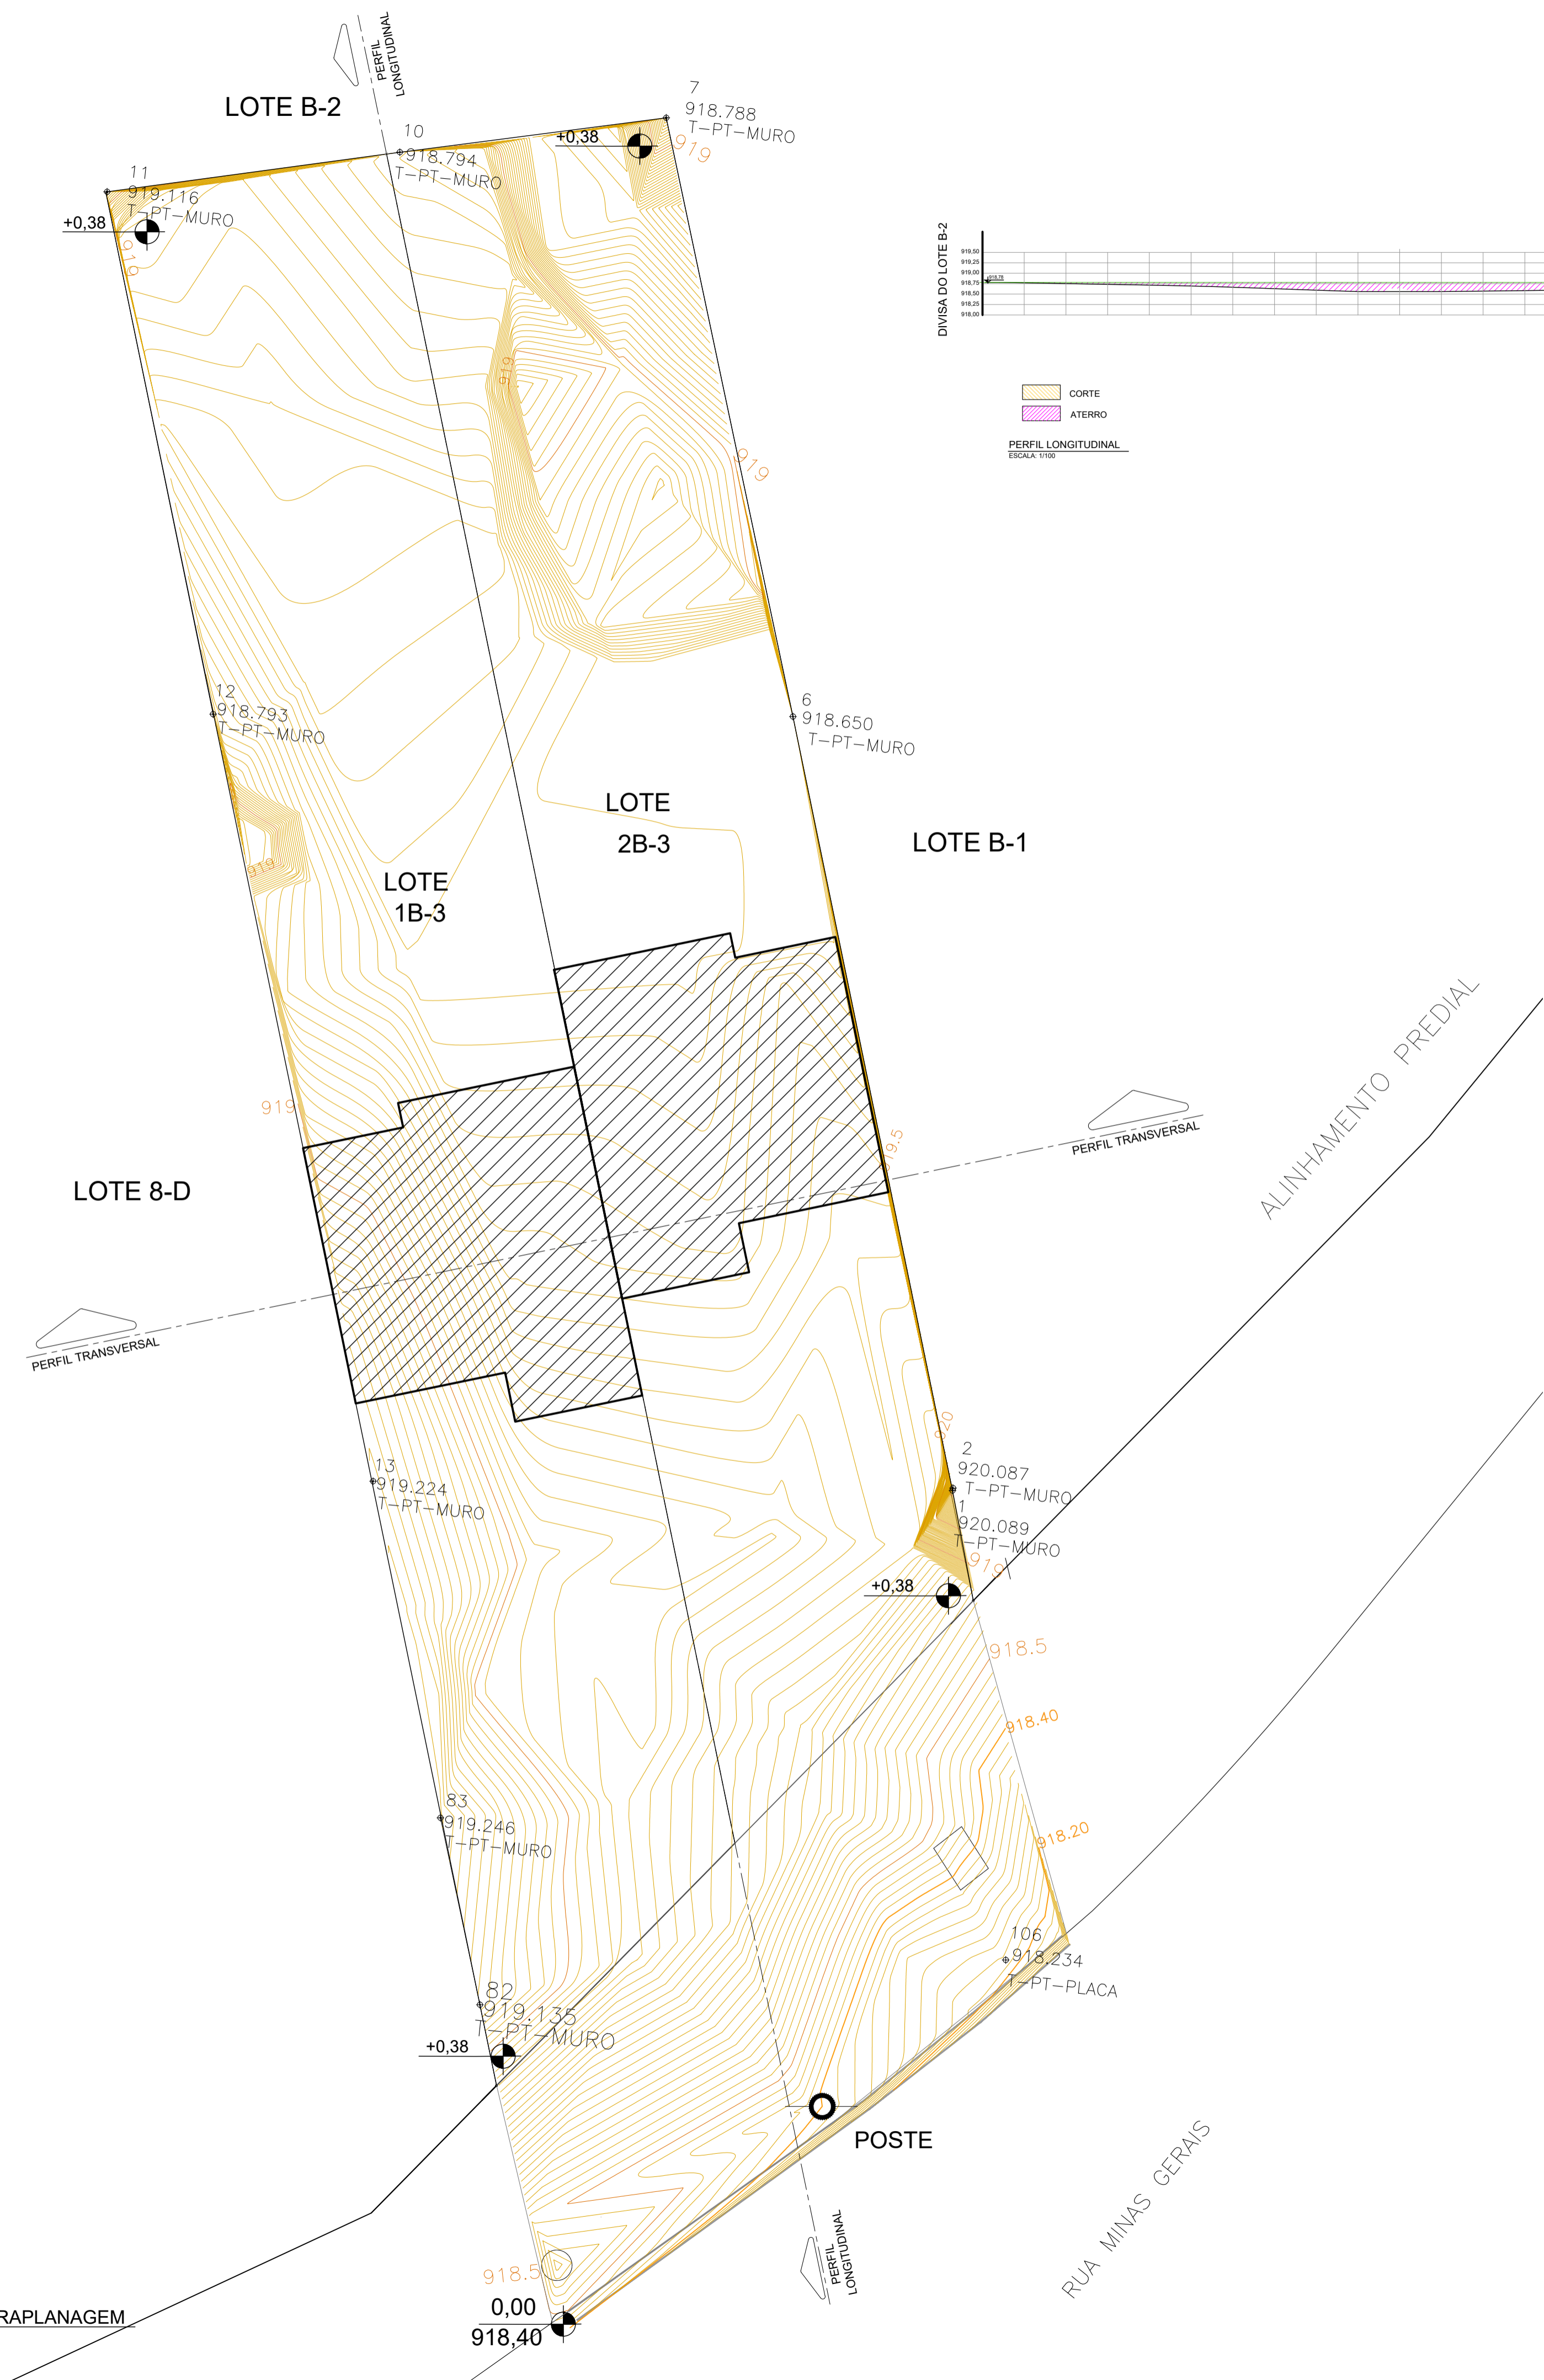 PERFIL
LONGITUDINAL
LOTE B-2
7
918.788
T-PT-MURO
919
+0,38
10
918.794
T-PT-MURO
11
919.116
T-PT-MURO
+0,38
919
DIVISA DO LOTE B-2
919,50
919,25
919,00
918,75
918,50
918,25
918,00
918,78
CORTE
ATERRO
PERFIL LONGITUDINAL
ESCALA: 1/100
919
919
12
918.793
T-PT-MURO
6
918.650
T-PT-MURO
LOTE
2B-3
LOTE B-1
919
LOTE
1B-3
ALINHAMENTO PREDIAL
919
919.5
PERFIL TRANSVERSAL
LOTE 8-D
PERFIL TRANSVERSAL
920
2
920.087
T-PT-MURO
1
920.089
T-PT-MURO
919
13
919.224
T-PT-MURO
+0,38
918.5
918.40
83
919.246
T-PT-MURO
918.20
106
918.234
T-PT-PLACA
82
919.135
T-PT-MURO
+0,38
POSTE
RUA MINAS GERAIS
PERFIL
LONGITUDINAL
918.5
0,00
918,40
RAPLANAGEM